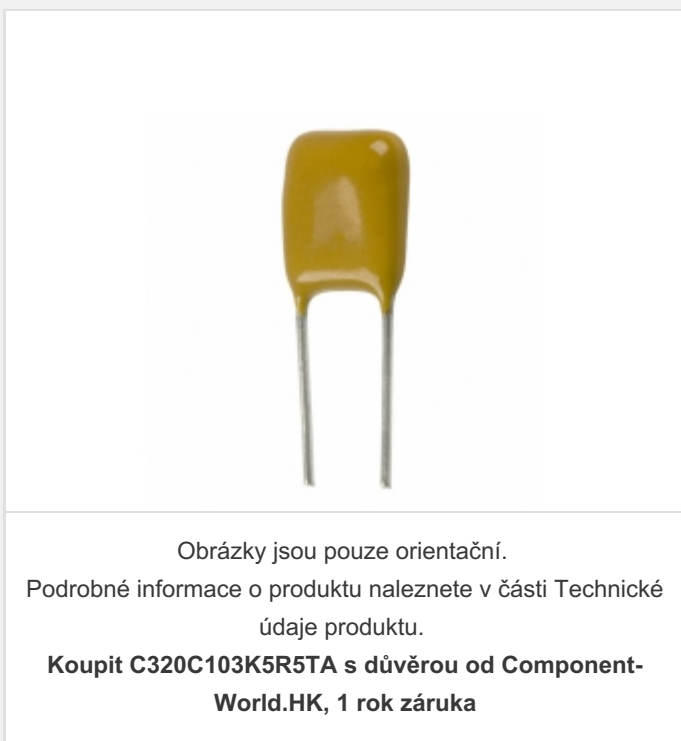 Obrázky jsou pouze orientační.
Podrobné informace o produktu naleznete v části Technické
údaje produktu.
Koupit C320C103K5R5TA s důvěrou od Component-
World.HK, 1 rok záruka